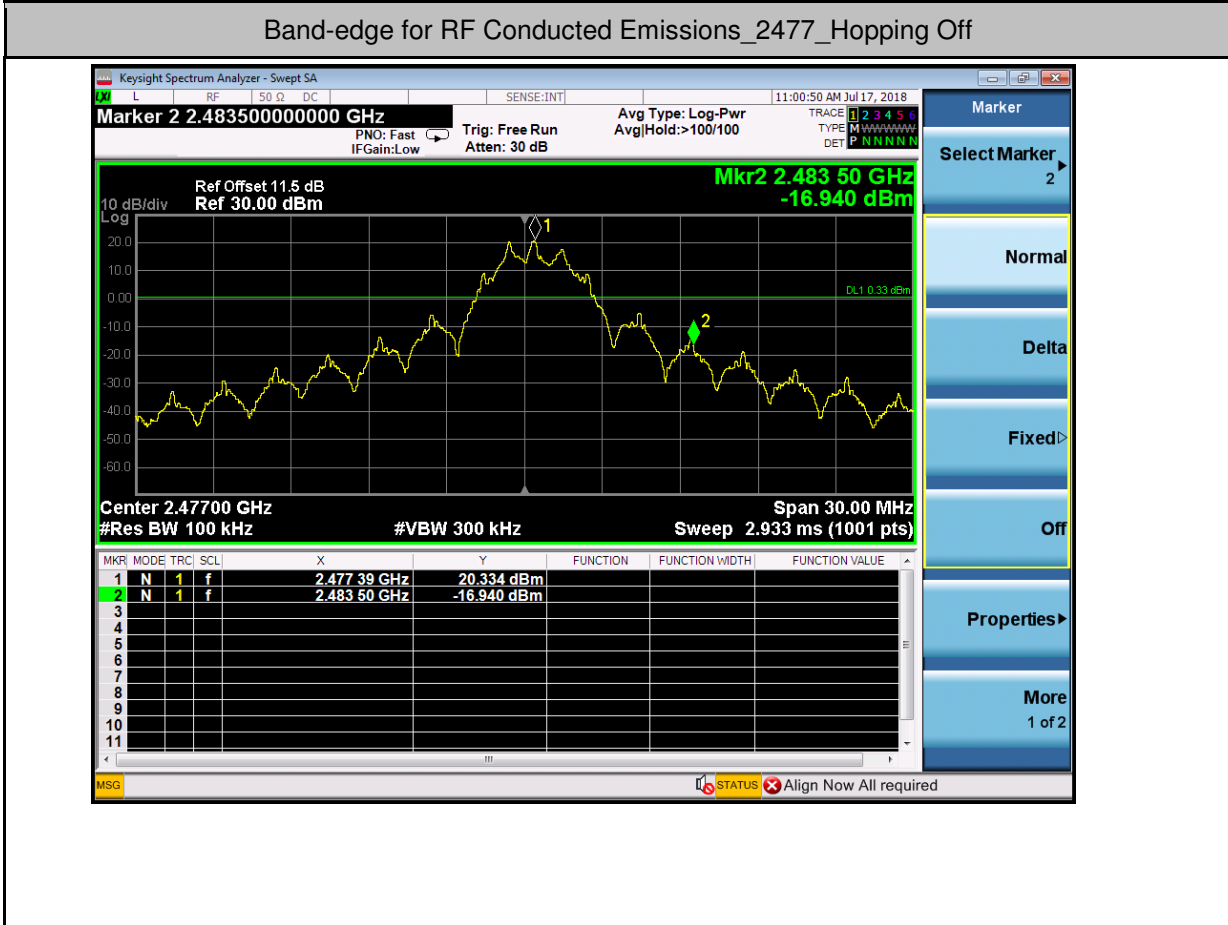 Band-edge for RF Conducted Emissions_2477_Hopping Off
Keysight Spectrum Analyzer - Swept SA
LXI L RF 50 Ω DC SENSE:INT 11:00:50 AM Jul 17, 2018
Marker 2 2.483500000000 GHz
PNO: Fast
IFGain:Low
Trig: Free Run
Atten: 30 dB
Avg Type: Log-Pwr
Avg|Hold:>100/100
TRACE 1 2 3 4 5 6
TYPE M WWWWW
DET P N N N N N
Mkr2 2.483 50 GHz
-16.940 dBm
Ref Offset 11.5 dB
10 dB/div Ref 30.00 dBm
Log
1
20.0
10.0
0.00
DL1 0.33 dBm
-10.0
2
-20.0
-30.0
-40.0
-50.0
-60.0
Center 2.47700 GHz Span 30.00 MHz
#Res BW 100 kHz #VBW 300 kHz Sweep 2.933 ms (1001 pts)
MKR MODE TRC SCL X Y FUNCTION FUNCTION WIDTH FUNCTION VALUE
1 N 1 f 2.477 39 GHz 20.334 dBm
2 N 1 f 2.483 50 GHz -16.940 dBm
3
4
5
6
7
8
9
10
11
MSG STATUS Align Now All required
Marker
Select Marker
2
Normal
Delta
Fixed
Off
Properties
More
1 of 2